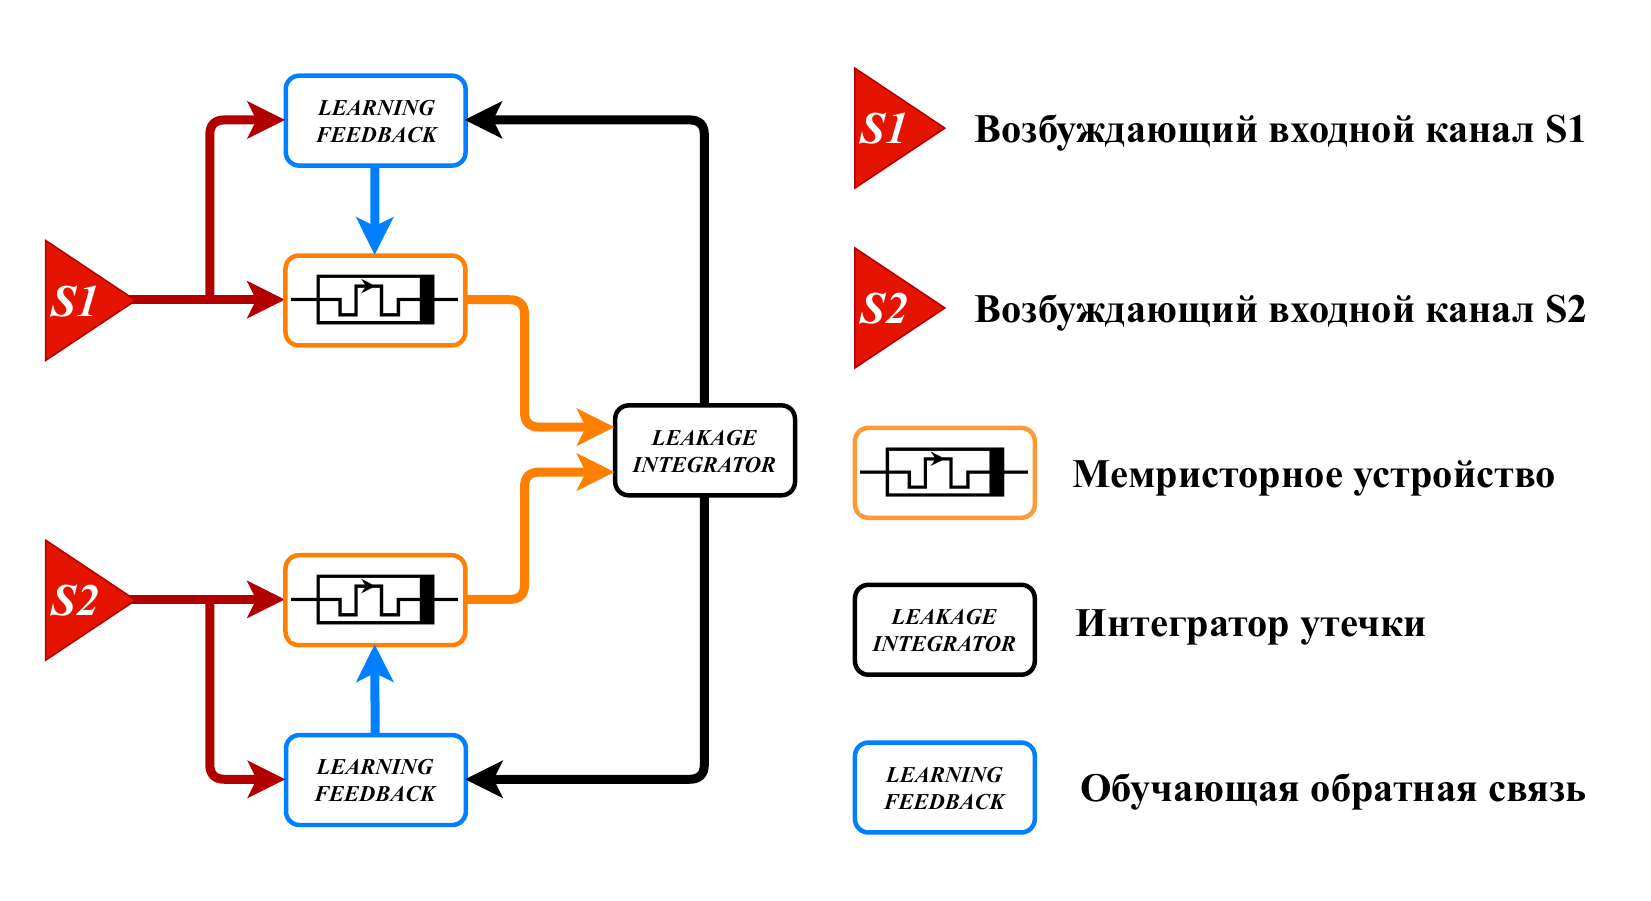 LEARNING
FEEDBACK
S1
LEAKAGE
INTEGRATOR
S2
LEARNING
FEEDBACK
S1
Возбуждающий входной канал S1
S2
Возбуждающий входной канал S2
Мемристорное устройство
LEAKAGE
INTEGRATOR
Интегратор утечки
LEARNING
FEEDBACK
Обучающая обратная связь